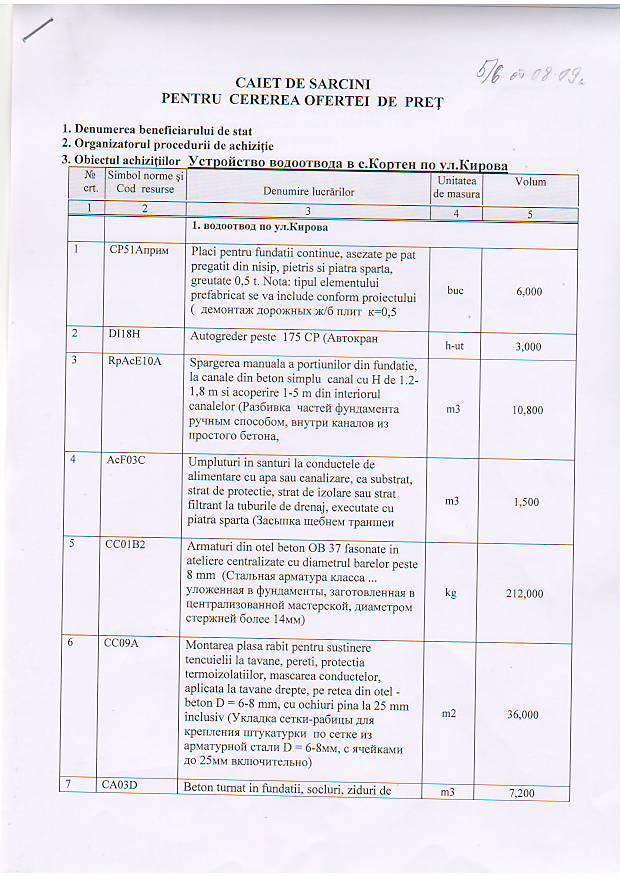 5/6 от 08.09г
CAIET DE SARCINI
PENTRU CEREREA OFERTEI DE PREŢ
1. Denumerea beneficiarului de stat
2. Organizatorul procedurii de achiziţie
3. Obiectul achiziţiilor Устройство водоотвода в с.Кортен по ул.Кирова
№ crt. Simbol norme şi Cod resurse Denumire lucrărilor Unitatea de masura Volum
1 2 3 4 5
1. водоотвод по ул.Кирова
1 CP51Априм Placi pentru fundatii continue, asezate pe pat
pregatit din nisip, pietris si piatra sparta,
greutate 0,5 t. Nota: tipul elementului
prefabricat se va include conform proiectului
( демонтаж дорожных ж/б плит к=0,5
buc 6,000
2 DI18H Autogreder peste 175 CP (Автокран
h-ut 3,000
3 RpAcE10A Spargerea manuala a portiunilor din fundatie,
la canale din beton simplu canal cu H de 1.2-
1,8 m si acoperire 1-5 m din interiorul
canalelor (Разбивка частей фундамента
ручным способом, внутри каналов из
простого бетона,
m3 10,800
4 AcF03C Umpluturi in santuri la conductele de
alimentare cu apa sau canalizare, ca substrat,
strat de protectie, strat de izolare sau strat
filtrant la tuburile de drenaj, executate cu
piatra sparta (Засыпка щебнем траншеи
m3 1,500
5 CC01B2 Armaturi din otel beton OB 37 fasonate in
ateliere centralizate cu diametrul barelor peste
8 mm (Стальная арматура класса ...
уложенная в фундаменты, заготовленная в
централизованной мастерской, диаметром
стержней более 14мм)
kg 212,000
6 CC09A Montarea plasa rabit pentru sustinere
tencuielii la tavane, pereti, protectia
termoizolatiilor, mascarea conductelor,
aplicata la tavane drepte, pe retea din otel -
beton D = 6-8 mm, cu ochiuri pina la 25 mm
inclusiv (Укладка сетки-рабицы для
крепления штукатурки по сетке из
арматурной стали D = 6-8мм, с ячейками
до 25мм включительно)
m2 36,000
7 CA03D Beton turnat in fundatii, socluri, ziduri de
m3 7,200